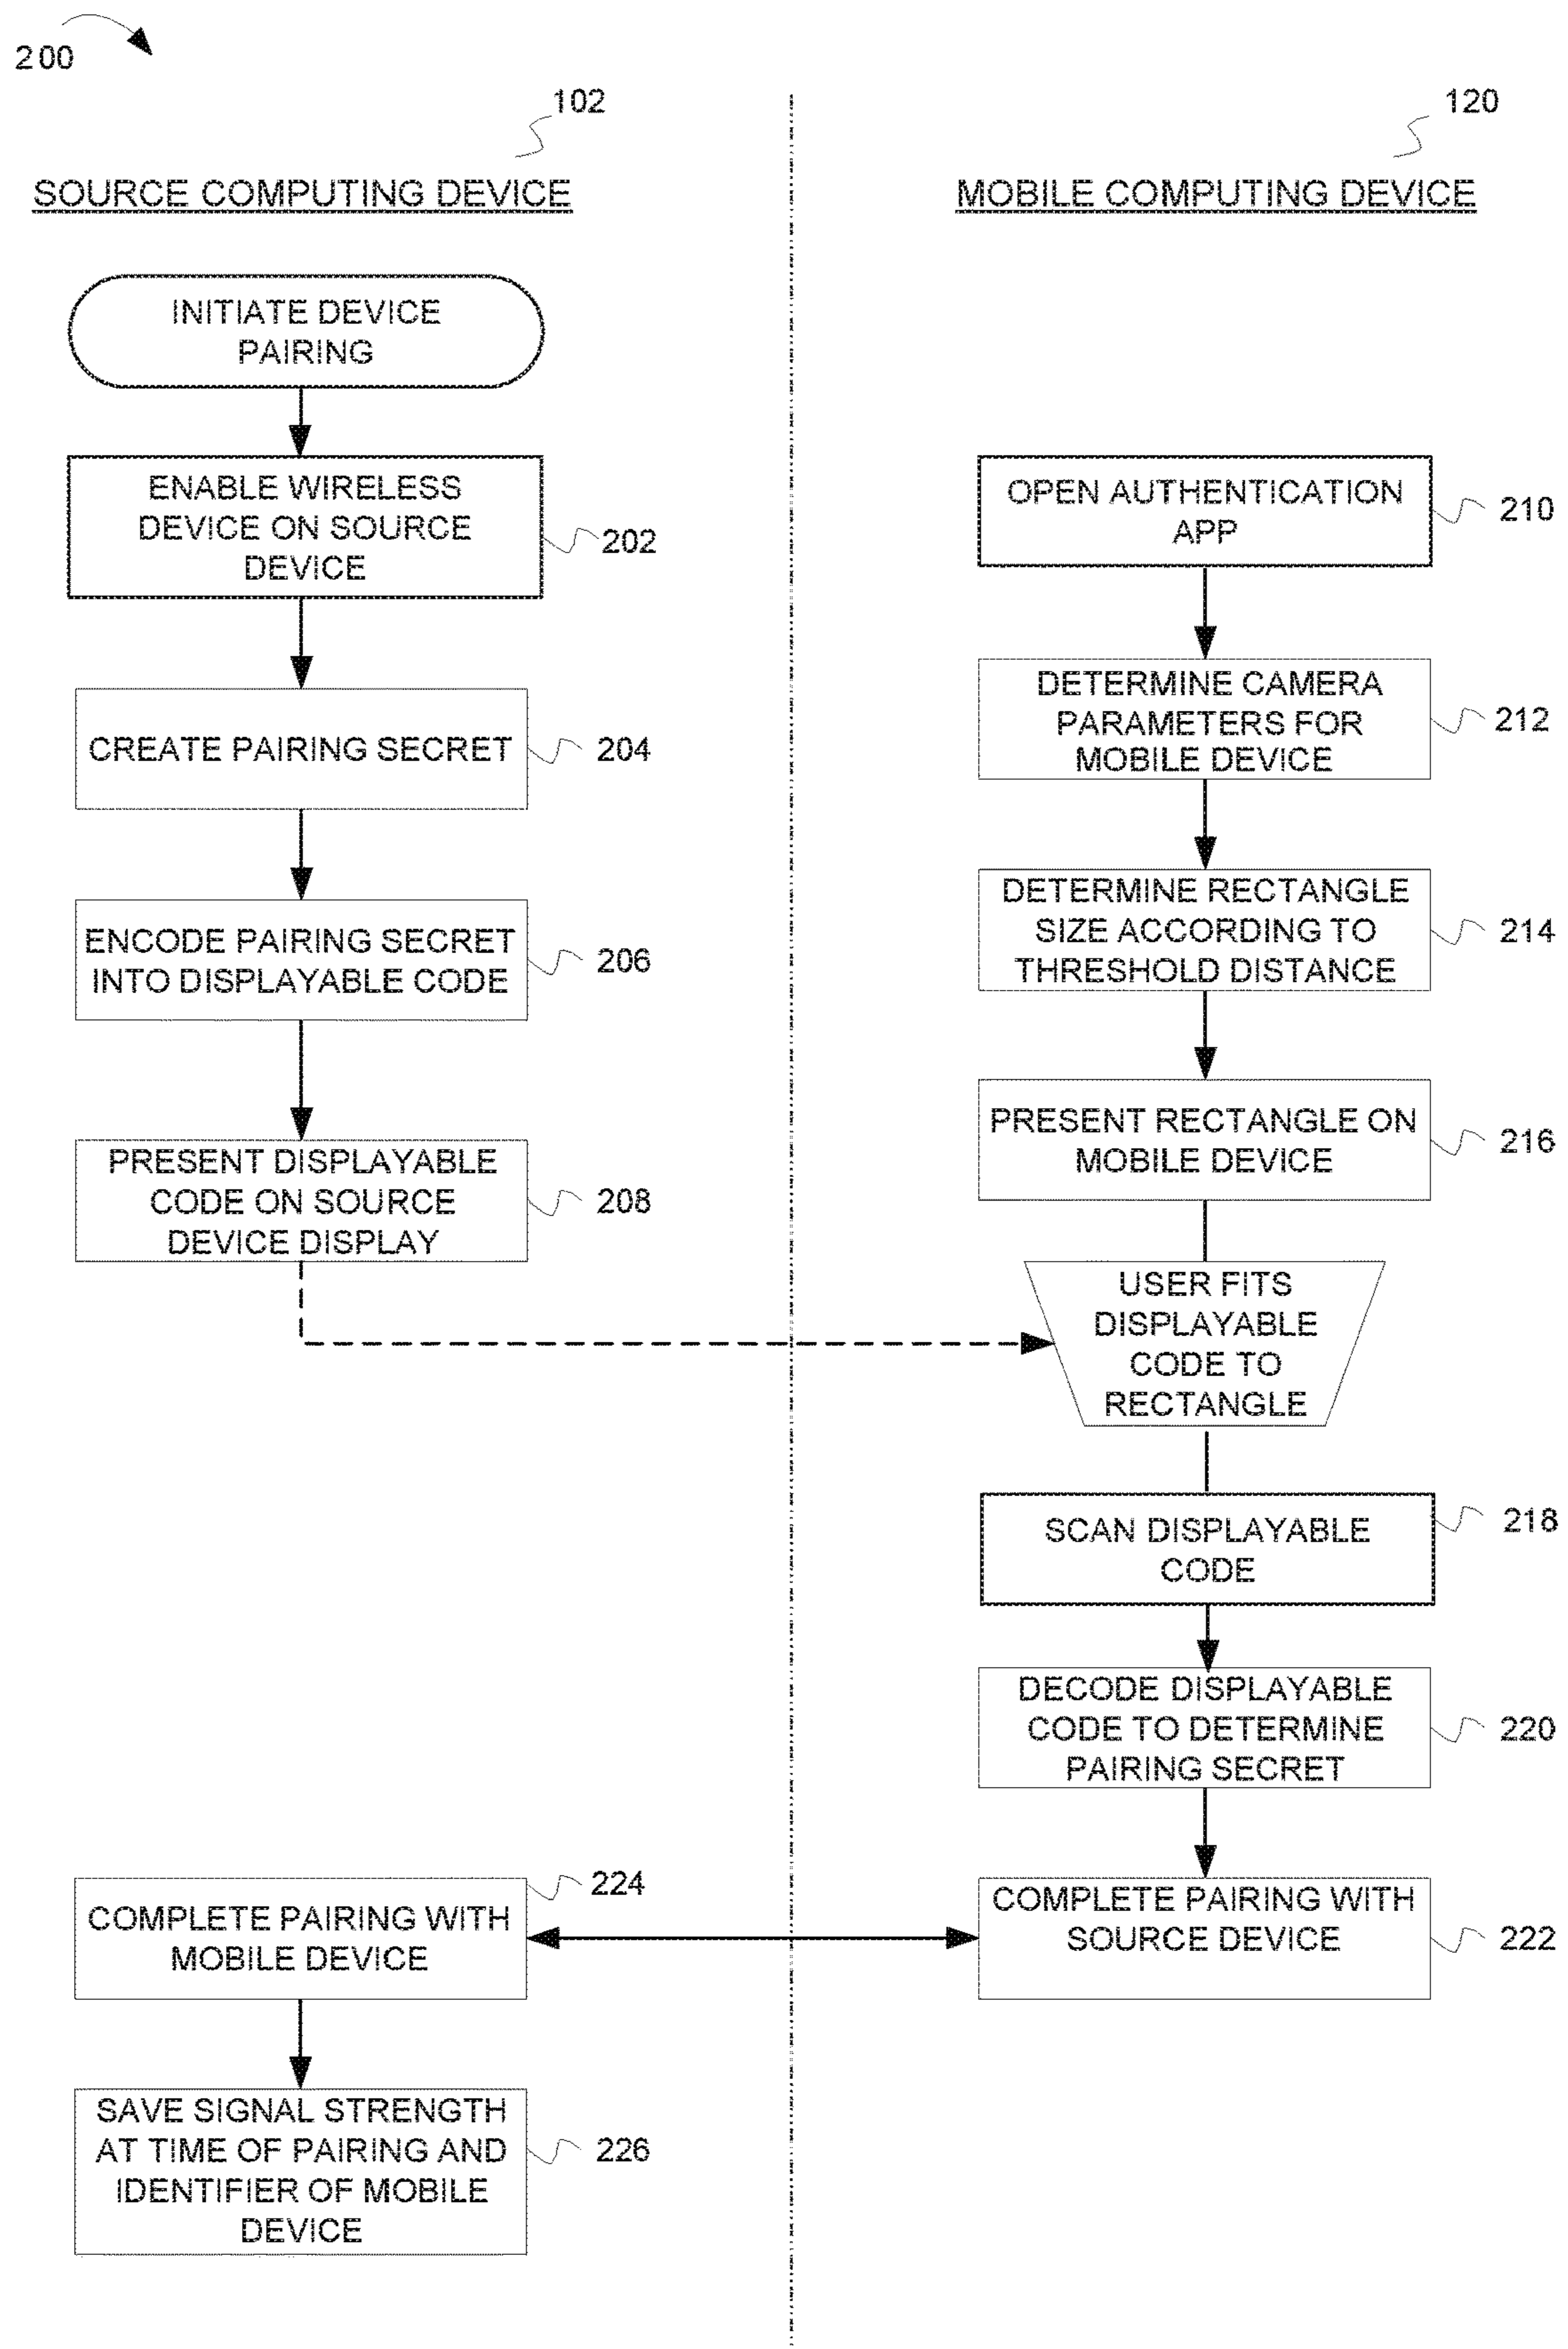 200
102
SOURCE COMPUTING DEVICE
INITIATE DEVICE
PAIRING
ENABLE WIRELESS
DEVICE ON SOURCE
DEVICE
202
CREATE PAIRING SECRET
204
ENCODE PAIRING SECRET
INTO DISPLAYABLE CODE
206
PRESENT DISPLAYABLE
CODE ON SOURCE
DEVICE DISPLAY
208
120
MOBILE COMPUTING DEVICE
OPEN AUTHENTICATION
APP
210
DETERMINE CAMERA
PARAMETERS FOR
MOBILE DEVICE
212
DETERMINE RECTANGLE
SIZE ACCORDING TO
THRESHOLD DISTANCE
214
PRESENT RECTANGLE ON
MOBILE DEVICE
216
USER FITS
DISPLAYABLE
CODE TO
RECTANGLE
SCAN DISPLAYABLE
CODE
218
DECODE DISPLAYABLE
CODE TO DETERMINE
PAIRING SECRET
220
COMPLETE PAIRING WITH
SOURCE DEVICE
222
224
COMPLETE PAIRING WITH
MOBILE DEVICE
SAVE SIGNAL STRENGTH
AT TIME OF PAIRING AND
IDENTIFIER OF MOBILE
DEVICE
226